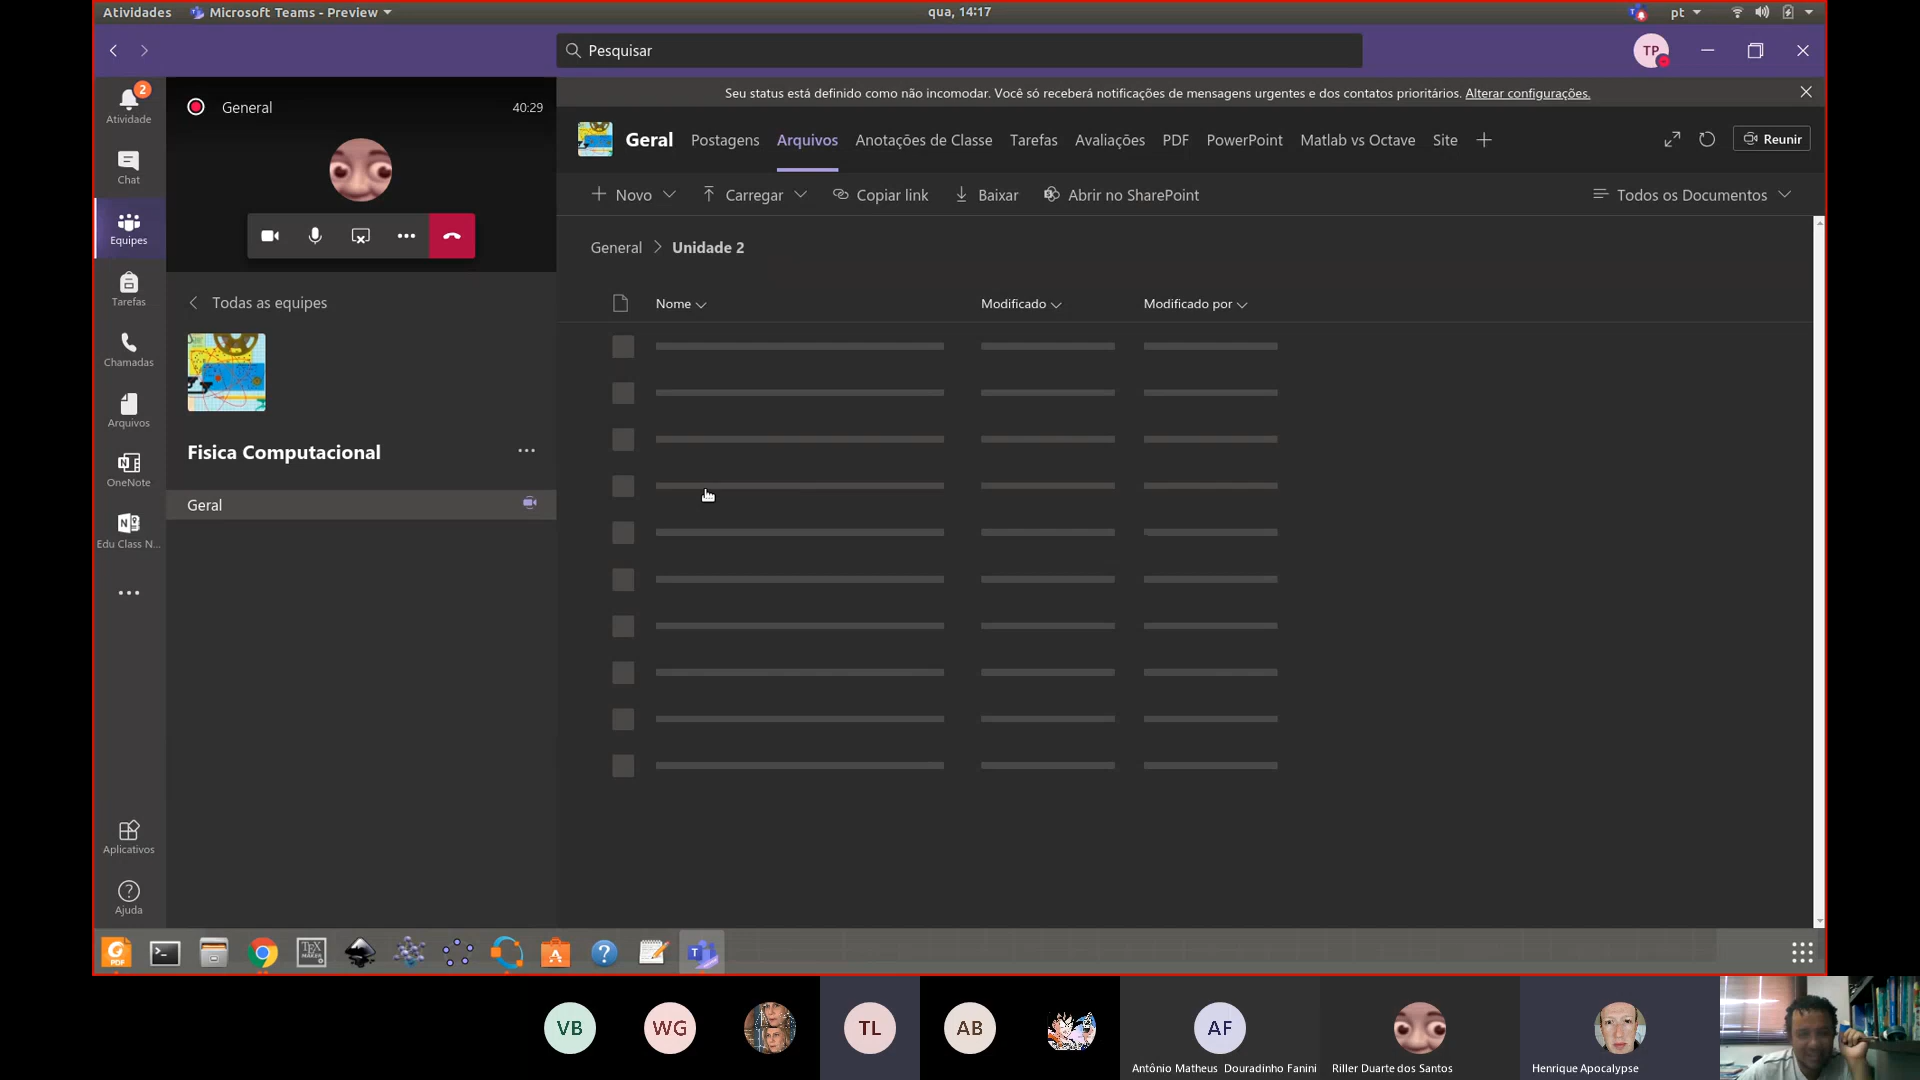 Atividades Microsoft Teams - Preview qua, 14:17 pt
Pesquisar TP
2
Atividade
Chat
Equipes
Tarefas
Chamadas
Arquivos
OneNote
Edu Class N...
Aplicativos
Ajuda
General 40:29
Todas as equipes
Fisica Computacional
Geral
Seu status está definido como não incomodar. Você só receberá notificações de mensagens urgentes e dos contatos prioritários. Alterar configurações.
Geral Postagens Arquivos Anotações de Classe Tarefas Avaliações PDF PowerPoint Matlab vs Octave Site Reunir
Novo Carregar Copiar link Baixar Abrir no SharePoint Todos os Documentos
General > Unidade 2
Nome Modificado Modificado por
PDF TEX MAKER A ? T
VB WG TL AB AF
Antônio Matheus Douradinho Fanini Riller Duarte dos Santos Henrique Apocalypse